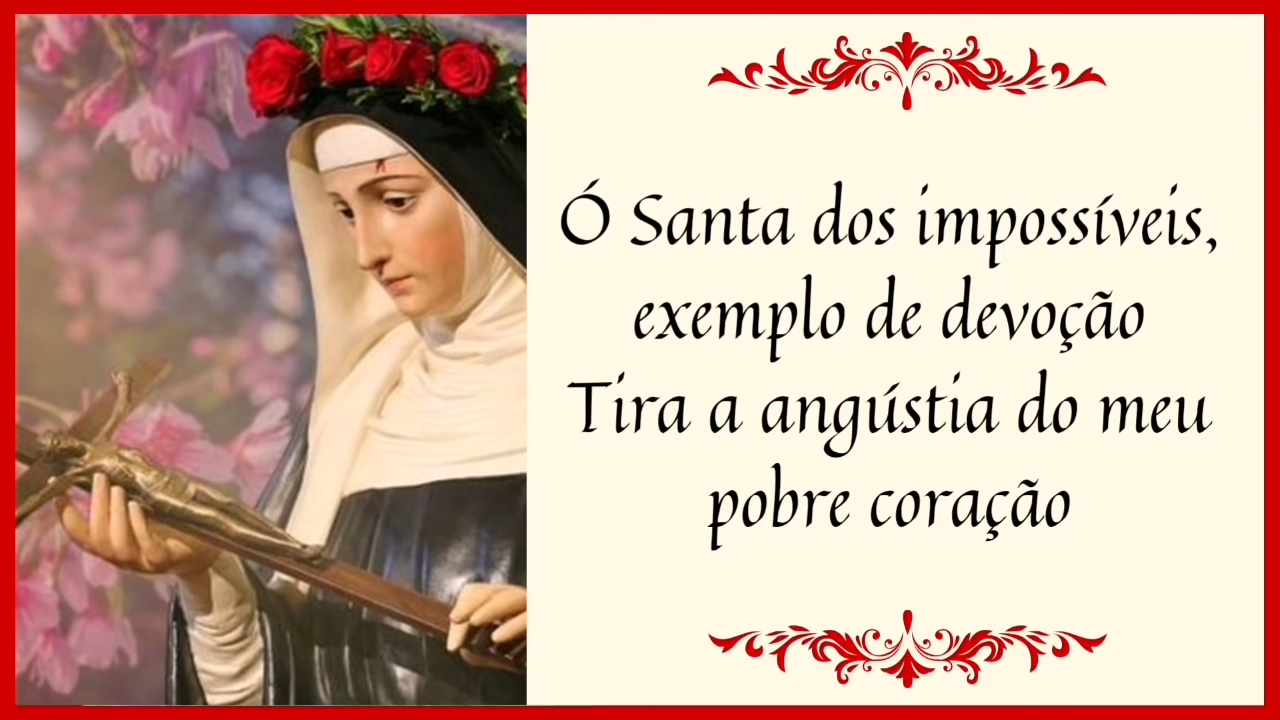 Ó Santa dos impossíveis,
exemplo de devoção
Tira a angústia do meu
pobre coração